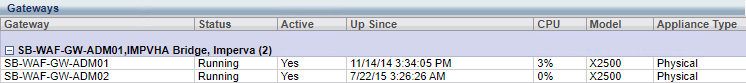 Gateways
Gateway Status Active Up Since CPU Model Appliance Type
SB-WAF-GW-ADM01,IMPVHA Bridge, Imperva (2)
SB-WAF-GW-ADM01 Running Yes 11/14/14 3:34:05 PM 3% X2500 Physical
SB-WAF-GW-ADM02 Running Yes 7/22/15 3:26:26 AM 0% X2500 Physical